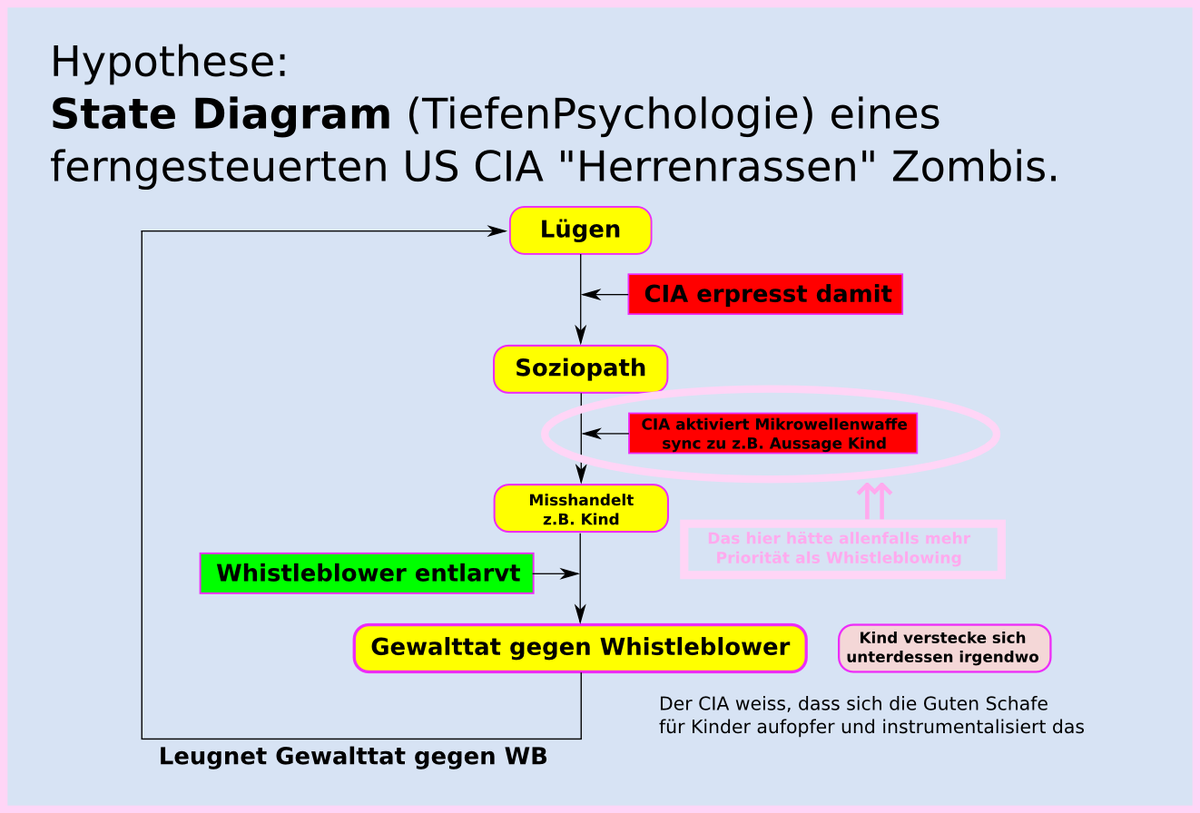 Hypothese:
State Diagram (TiefenPsychologie) eines
ferngesteuerten US CIA "Herrenrassen" Zombis.
Lügen
CIA erpresst damit
Soziopath
CIA aktiviert Mikrowellenwaffe
sync zu z.B. Aussage Kind
Misshandelt
z.B. Kind
Das hier hätte allenfalls mehr
Priorität als Whistleblowing
Whistleblower entlarvt
Gewalttat gegen Whistleblower
Kind verstecke sich
unterdessen irgendwo
Der CIA weiss, dass sich die Guten Schafe
für Kinder aufopfer und instrumentalisiert das
Leugnet Gewalttat gegen WB